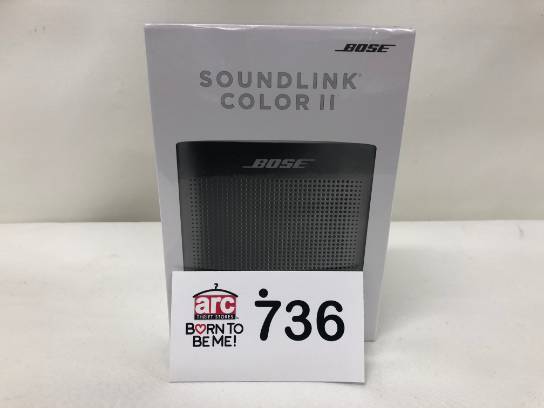 BOSE
SOUNDLINK®
COLOR II
BOSE
arc
THRIFT STORES
BORN TO
BE ME!
736